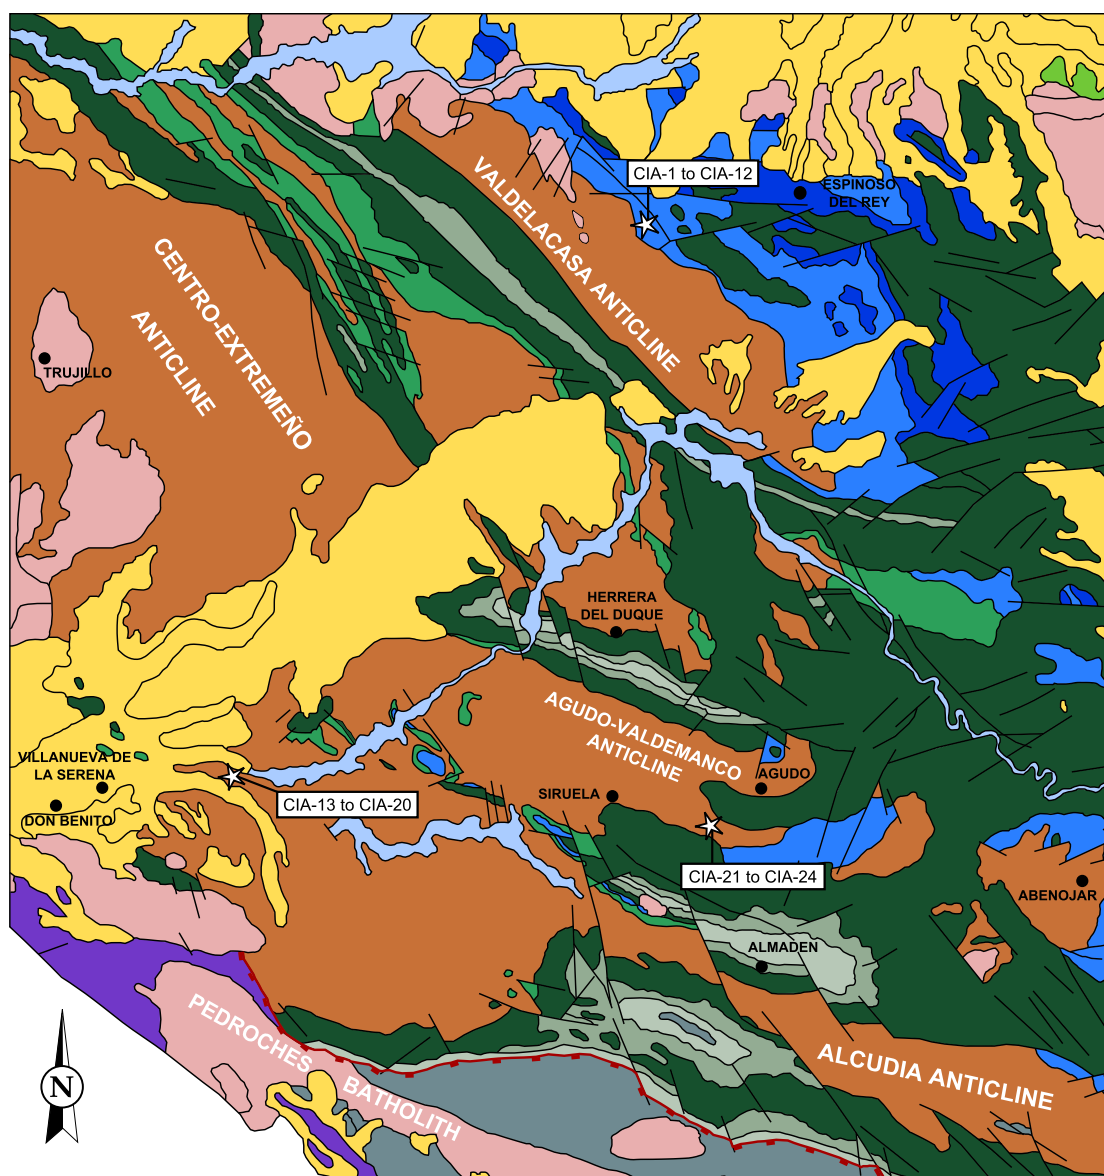 CIA-1 to CIA-12
ESPINOSO
DEL REY
VALDELACASA ANTICLINE
CENTRO-EXTREMEÑO
ANTICLINE
TRUJILLO
HERRERA
DEL DUQUE
AGUDO-VALDEMANCO
ANTICLINE
VILLANUEVA DE
LA SERENA
AGUDO
SIRUELA
CIA-13 to CIA-20
DON BENITO
CIA-21 to CIA-24
ABENOJAR
ALMADEN
PEDROCHES BATHOLITH
ALCUDIA ANTICLINE
N